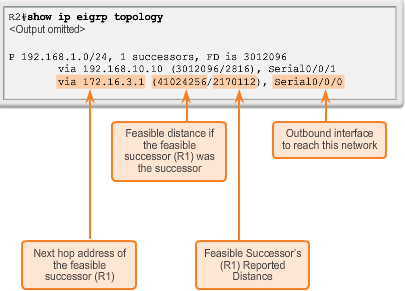 R2#show ip eigrp topology
<Output omitted>
P 192.168.1.0/24, 1 successors, FD is 3012096
via 192.168.10.10 (3012096/2816), Serial0/0/1
via 172.16.3.1 (41024256/2170112), Serial0/0/0
Feasible distance if
the feasible
successor (R1) was
the successor
Outbound interface
to reach this network
Next hop address of
the feasible
successor (R1)
Feasible Successor's
(R1) Reported
Distance